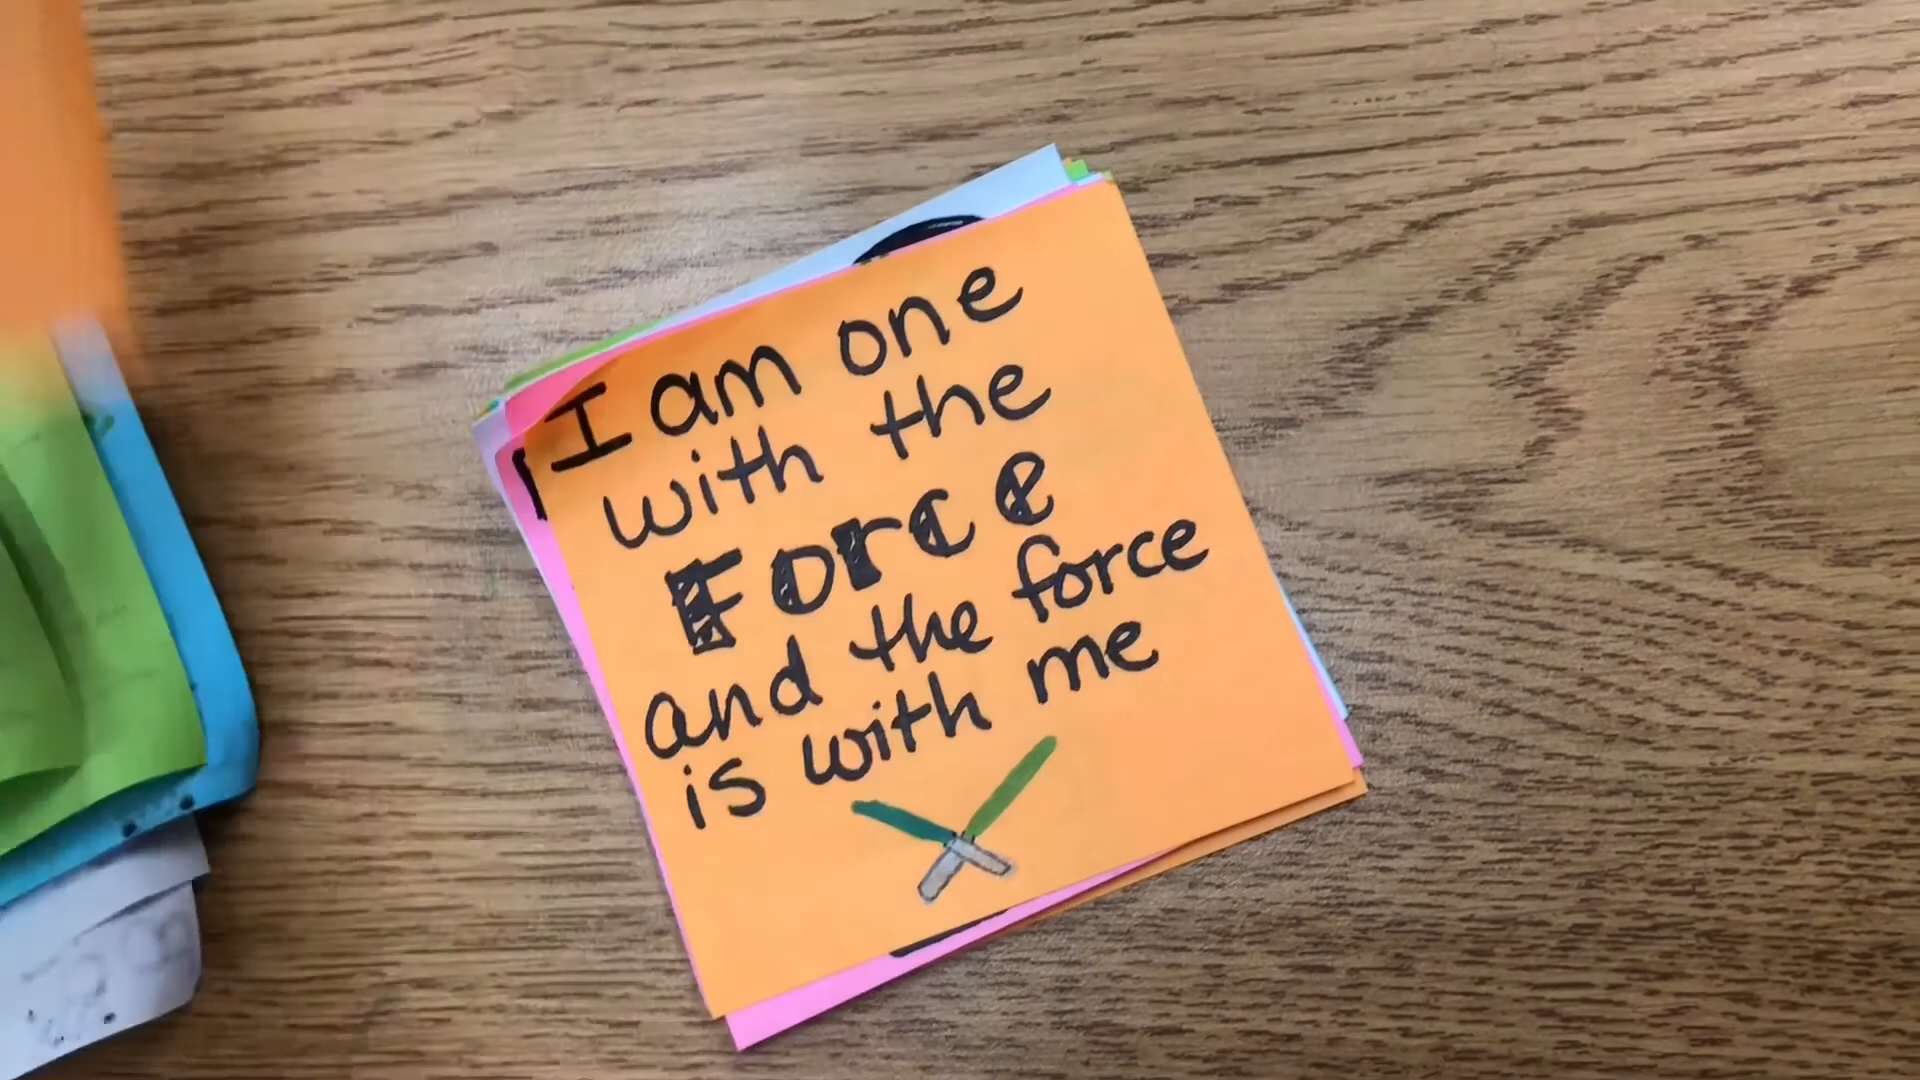 I am one
with the
Force
and the force
is with me